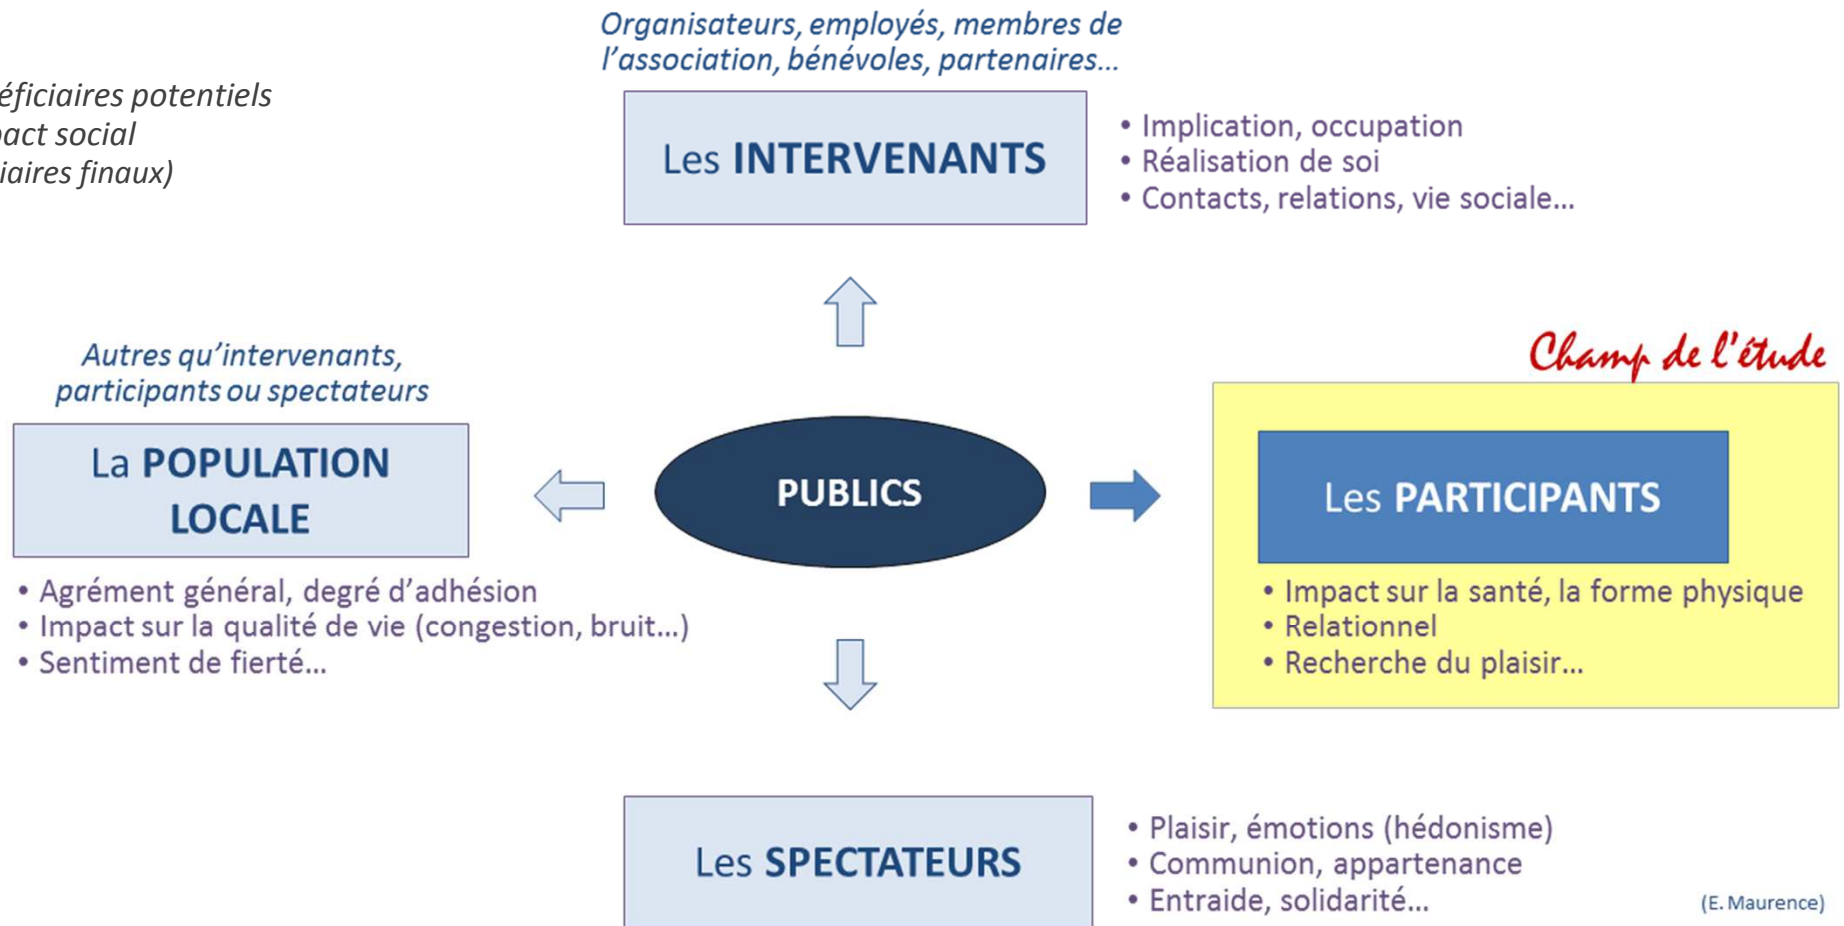 Organisateurs, employés, membres de
l'association, bénévoles, partenaires...
éficiaires potentiels
pact social
iaires finaux)
Les INTERVENANTS
• Implication, occupation
• Réalisation de soi
• Contacts, relations, vie sociale...
Champ de l'étude
Autres qu'intervenants,
participants ou spectateurs
La POPULATION
LOCALE
PUBLICS
Les PARTICIPANTS
• Agrément général, degré d'adhésion
• Impact sur la qualité de vie (congestion, bruit...)
• Sentiment de fierté...
• Impact sur la santé, la forme physique
• Relationnel
• Recherche du plaisir...
Les SPECTATEURS
• Plaisir, émotions (hédonisme)
• Communion, appartenance
• Entraide, solidarité...
(E. Maurence)